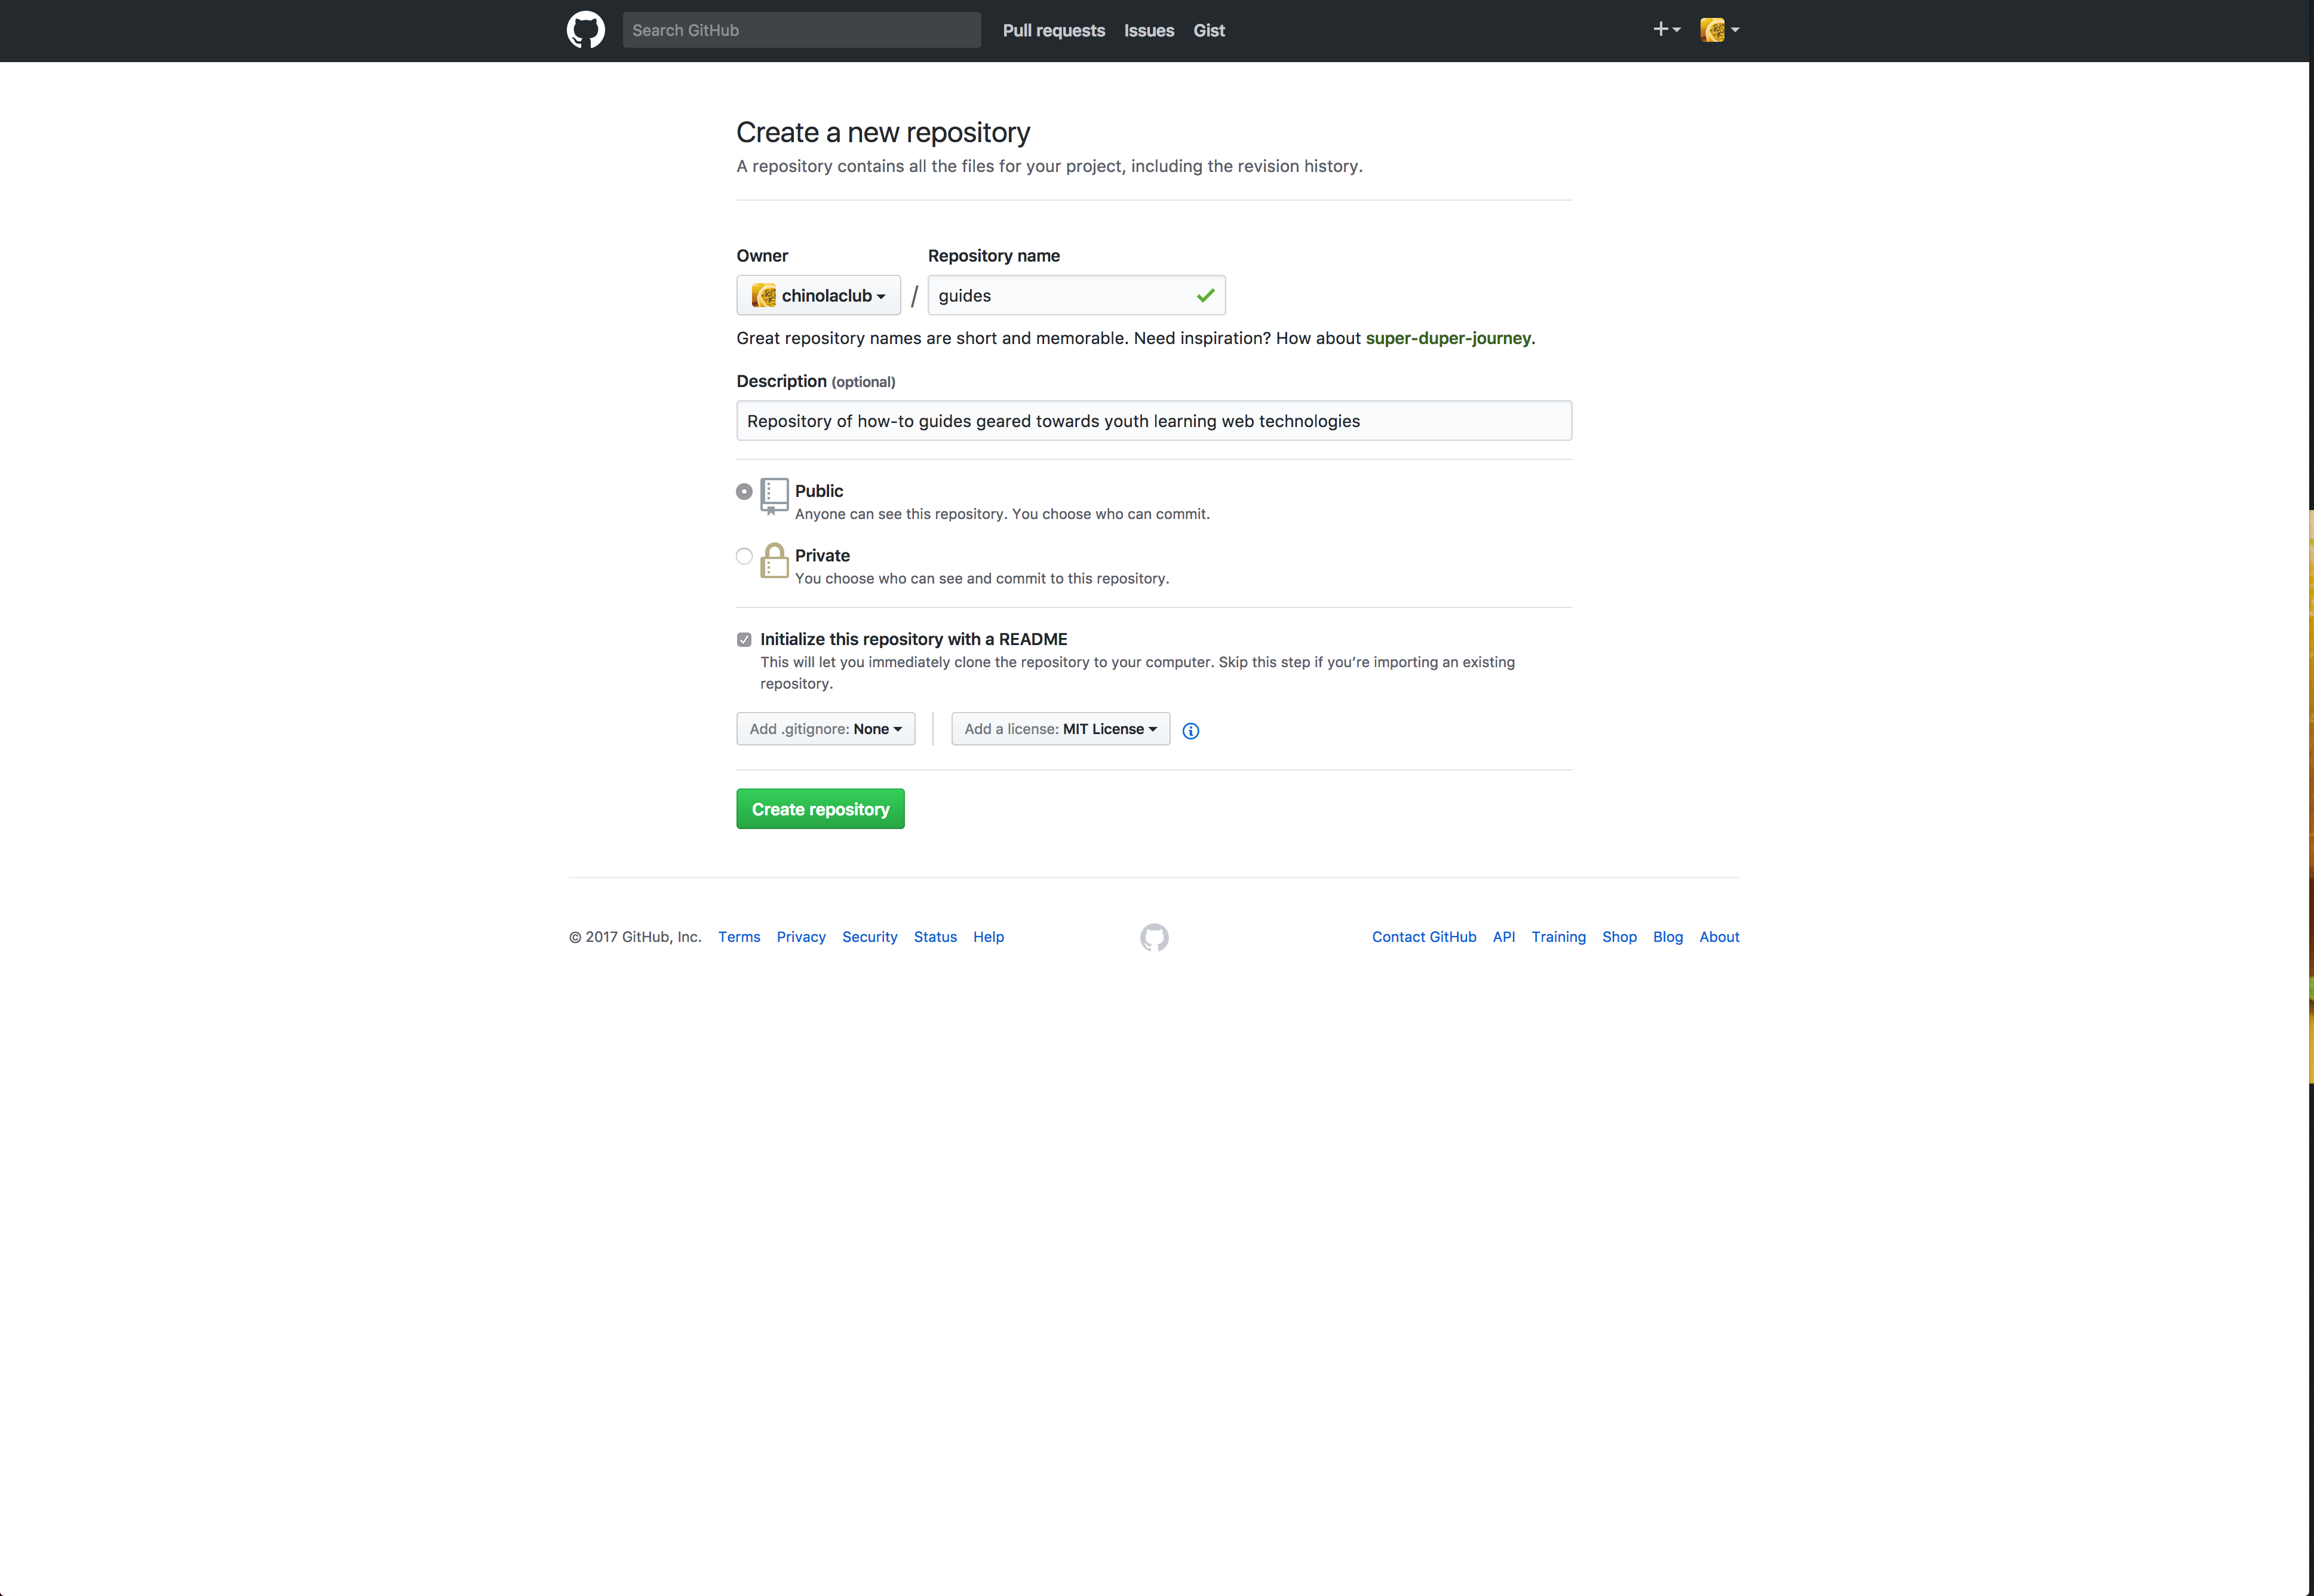 Search GitHub Pull requests Issues Gist
Create a new repository
A repository contains all the files for your project, including the revision history.
Owner Repository name
chinolaclub / guides
Great repository names are short and memorable. Need inspiration? How about super-duper-journey.
Description (optional)
Repository of how-to guides geared towards youth learning web technologies
Public
Anyone can see this repository. You choose who can commit.
Private
You choose who can see and commit to this repository.
Initialize this repository with a README
This will let you immediately clone the repository to your computer. Skip this step if you’re importing an existing
repository.
Add .gitignore: None Add a license: MIT License
Create repository
© 2017 GitHub, Inc. Terms Privacy Security Status Help Contact GitHub API Training Shop Blog About